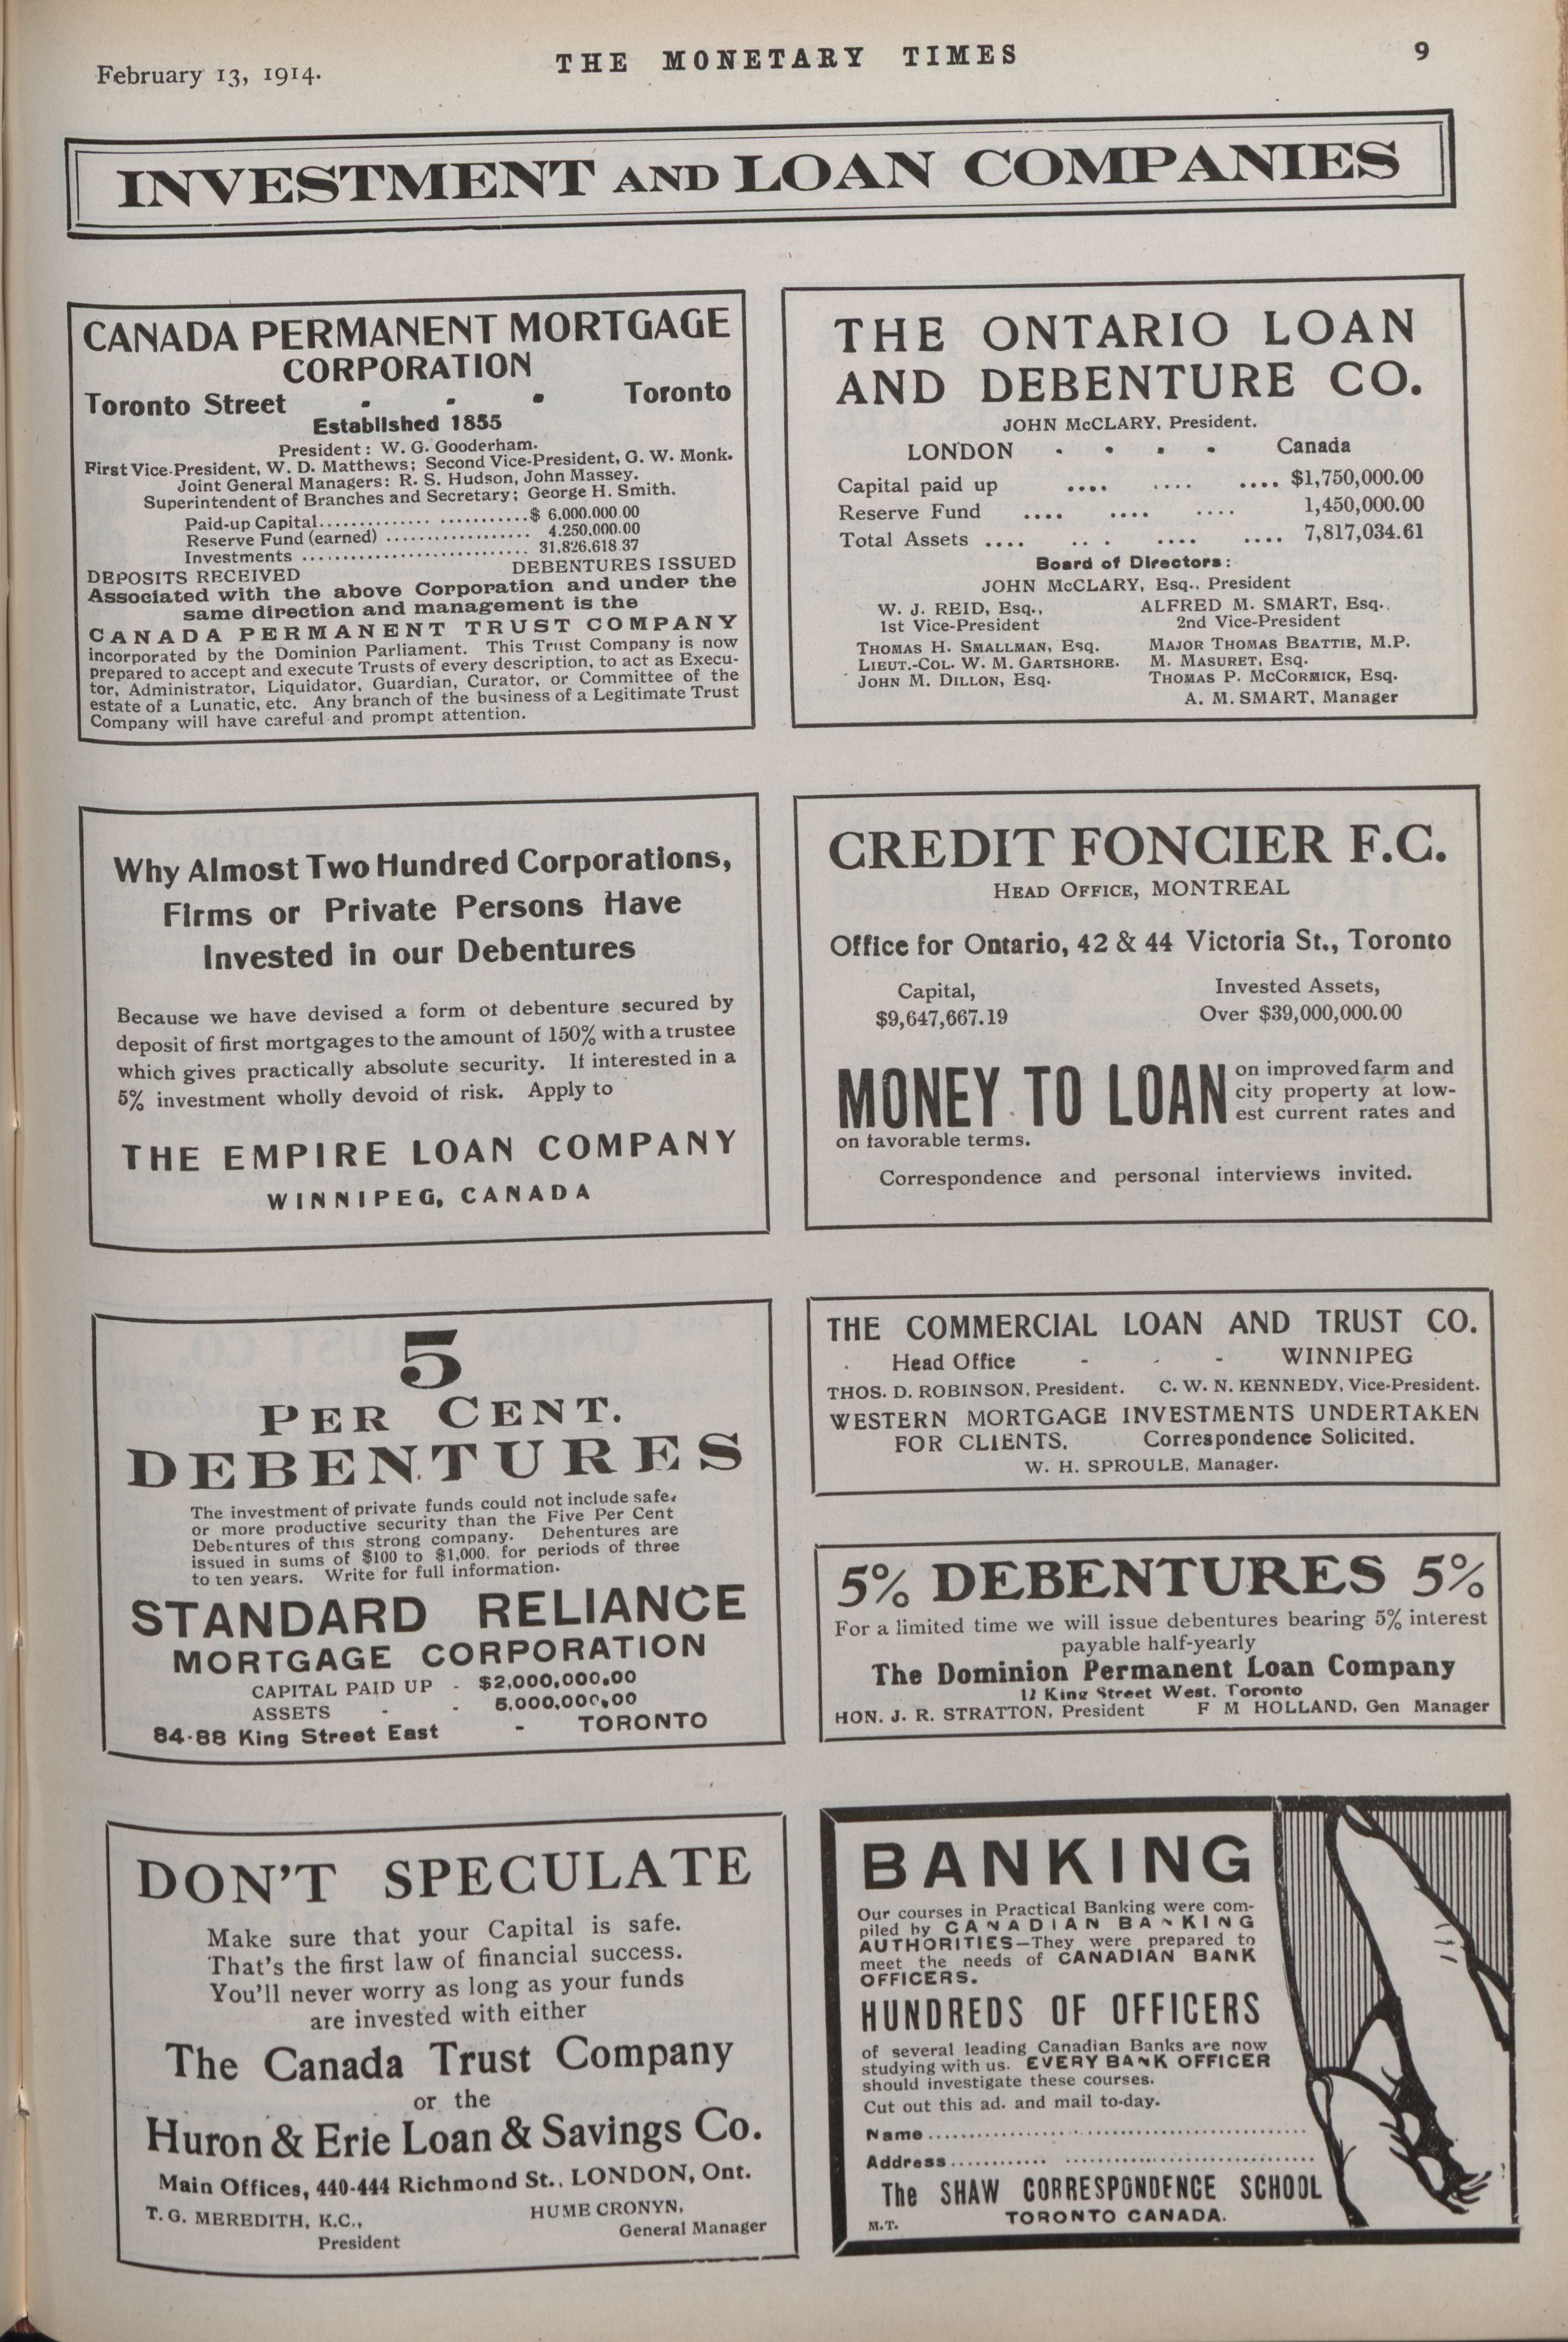 February 13, 1914.
THE MONETARY TIMES
9
INVESTMENT AND LOAN COMPANIES
CANADA PERMANENT MORTGAGE
CORPORATION
Toronto Street - - - Toronto
Established 1855
President: W. G. Gooderham.
First Vice-President, W. D. Matthews; Second Vice-President, G. W. Monk.
Joint General Managers: R. S. Hudson, John Massey.
Superintendent of Branches and Secretary: George H. Smith.
Paid-up Capital...........................$ 6.000.000.00
Reserve Fund (earned) .................. 4.250.000.00
Investments ............................ 31,826.618.37
DEPOSITS RECEIVED DEBENTURES ISSUED
Associated with the above Corporation and under the
same direction and management is the
CANADA PERMANENT TRUST COMPANY
incorporated by the Dominion Parliament. This Trust Company is now
prepared to accept and execute Trusts of every description, to act as Execu-
tor, Administrator, Liquidator, Guardian, Curator, or Committee of the
estate of a Lunatic, etc. Any branch of the business of a Legitimate Trust
Company will have careful and prompt attention.
THE ONTARIO LOAN
AND DEBENTURE CO.
JOHN McCLARY, President.
LONDON . . . . Canada
Capital paid up .... .... .... $1,750,000.00
Reserve Fund .... .... .... 1,450,000.00
Total Assets .... ... .... .... 7,817,034.61
Board of Directors:
JOHN McCLARY, Esq., President
W. J. REID, Esq., ALFRED M. SMART, Esq.,
1st Vice-President 2nd Vice-President
THOMAS H. SMALLMAN, Esq. MAJOR THOMAS BEATTIE, M.P.
LIEUT.-COL. W. M. GARTSHORE. M. MASURET, Esq.
JOHN M. DILLON, Esq. THOMAS P. McCORMICK, Esq.
A. M. SMART, Manager
Why Almost Two Hundred Corporations,
Firms or Private Persons Have
Invested in our Debentures
Because we have devised a form of debenture secured by
deposit of first mortgages to the amount of 150% with a trustee
which gives practically absolute security. If interested in a
5% investment wholly devoid of risk. Apply to
THE EMPIRE LOAN COMPANY
WINNIPEG, CANADA
CREDIT FONCIER F.C.
HEAD OFFICE, MONTREAL
Office for Ontario, 42 & 44 Victoria St., Toronto
Capital, Invested Assets,
$9,647,667.19 Over $39,000,000.00
MONEY TO LOAN on improved farm and
city property at low-
est current rates and
on favorable terms.
Correspondence and personal interviews invited.
5
PER CENT.
DEBENTURES
The investment of private funds could not include safer
or more productive security than the Five Per Cent
Debentures of this strong company. Debentures are
issued in sums of $100 to $1,000, for periods of three
to ten years. Write for full information.
STANDARD RELIANCE
MORTGAGE CORPORATION
CAPITAL PAID UP - $2,000,000.00
ASSETS - - 5,000,000.00
84-88 King Street East - TORONTO
THE COMMERCIAL LOAN AND TRUST CO.
Head Office - - - WINNIPEG
THOS. D. ROBINSON, President. C. W. N. KENNEDY, Vice-President.
WESTERN MORTGAGE INVESTMENTS UNDERTAKEN
FOR CLIENTS. Correspondence Solicited.
W. H. SPROULE, Manager.
5% DEBENTURES 5%
For a limited time we will issue debentures bearing 5% interest
payable half-yearly
The Dominion Permanent Loan Company
12 King Street West, Toronto
HON. J. R. STRATTON, President F M HOLLAND, Gen Manager
DON'T SPECULATE
Make sure that your Capital is safe.
That's the first law of financial success.
You'll never worry as long as your funds
are invested with either
The Canada Trust Company
or the
Huron & Erie Loan & Savings Co.
Main Offices, 440-444 Richmond St., LONDON, Ont.
T. G. MEREDITH, K.C., HUME CRONYN,
President General Manager
BANKING
Our courses in Practical Banking were com-
piled by CANADIAN BANKING
AUTHORITIES—They were prepared to
meet the needs of CANADIAN BANK
OFFICERS.
HUNDREDS OF OFFICERS
of several leading Canadian Banks are now
studying with us. EVERY BANK OFFICER
should investigate these courses.
Cut out this ad. and mail to-day.
Name..................................................
Address..............................................
The SHAW CORRESPONDENCE SCHOOL
M.T. TORONTO CANADA.